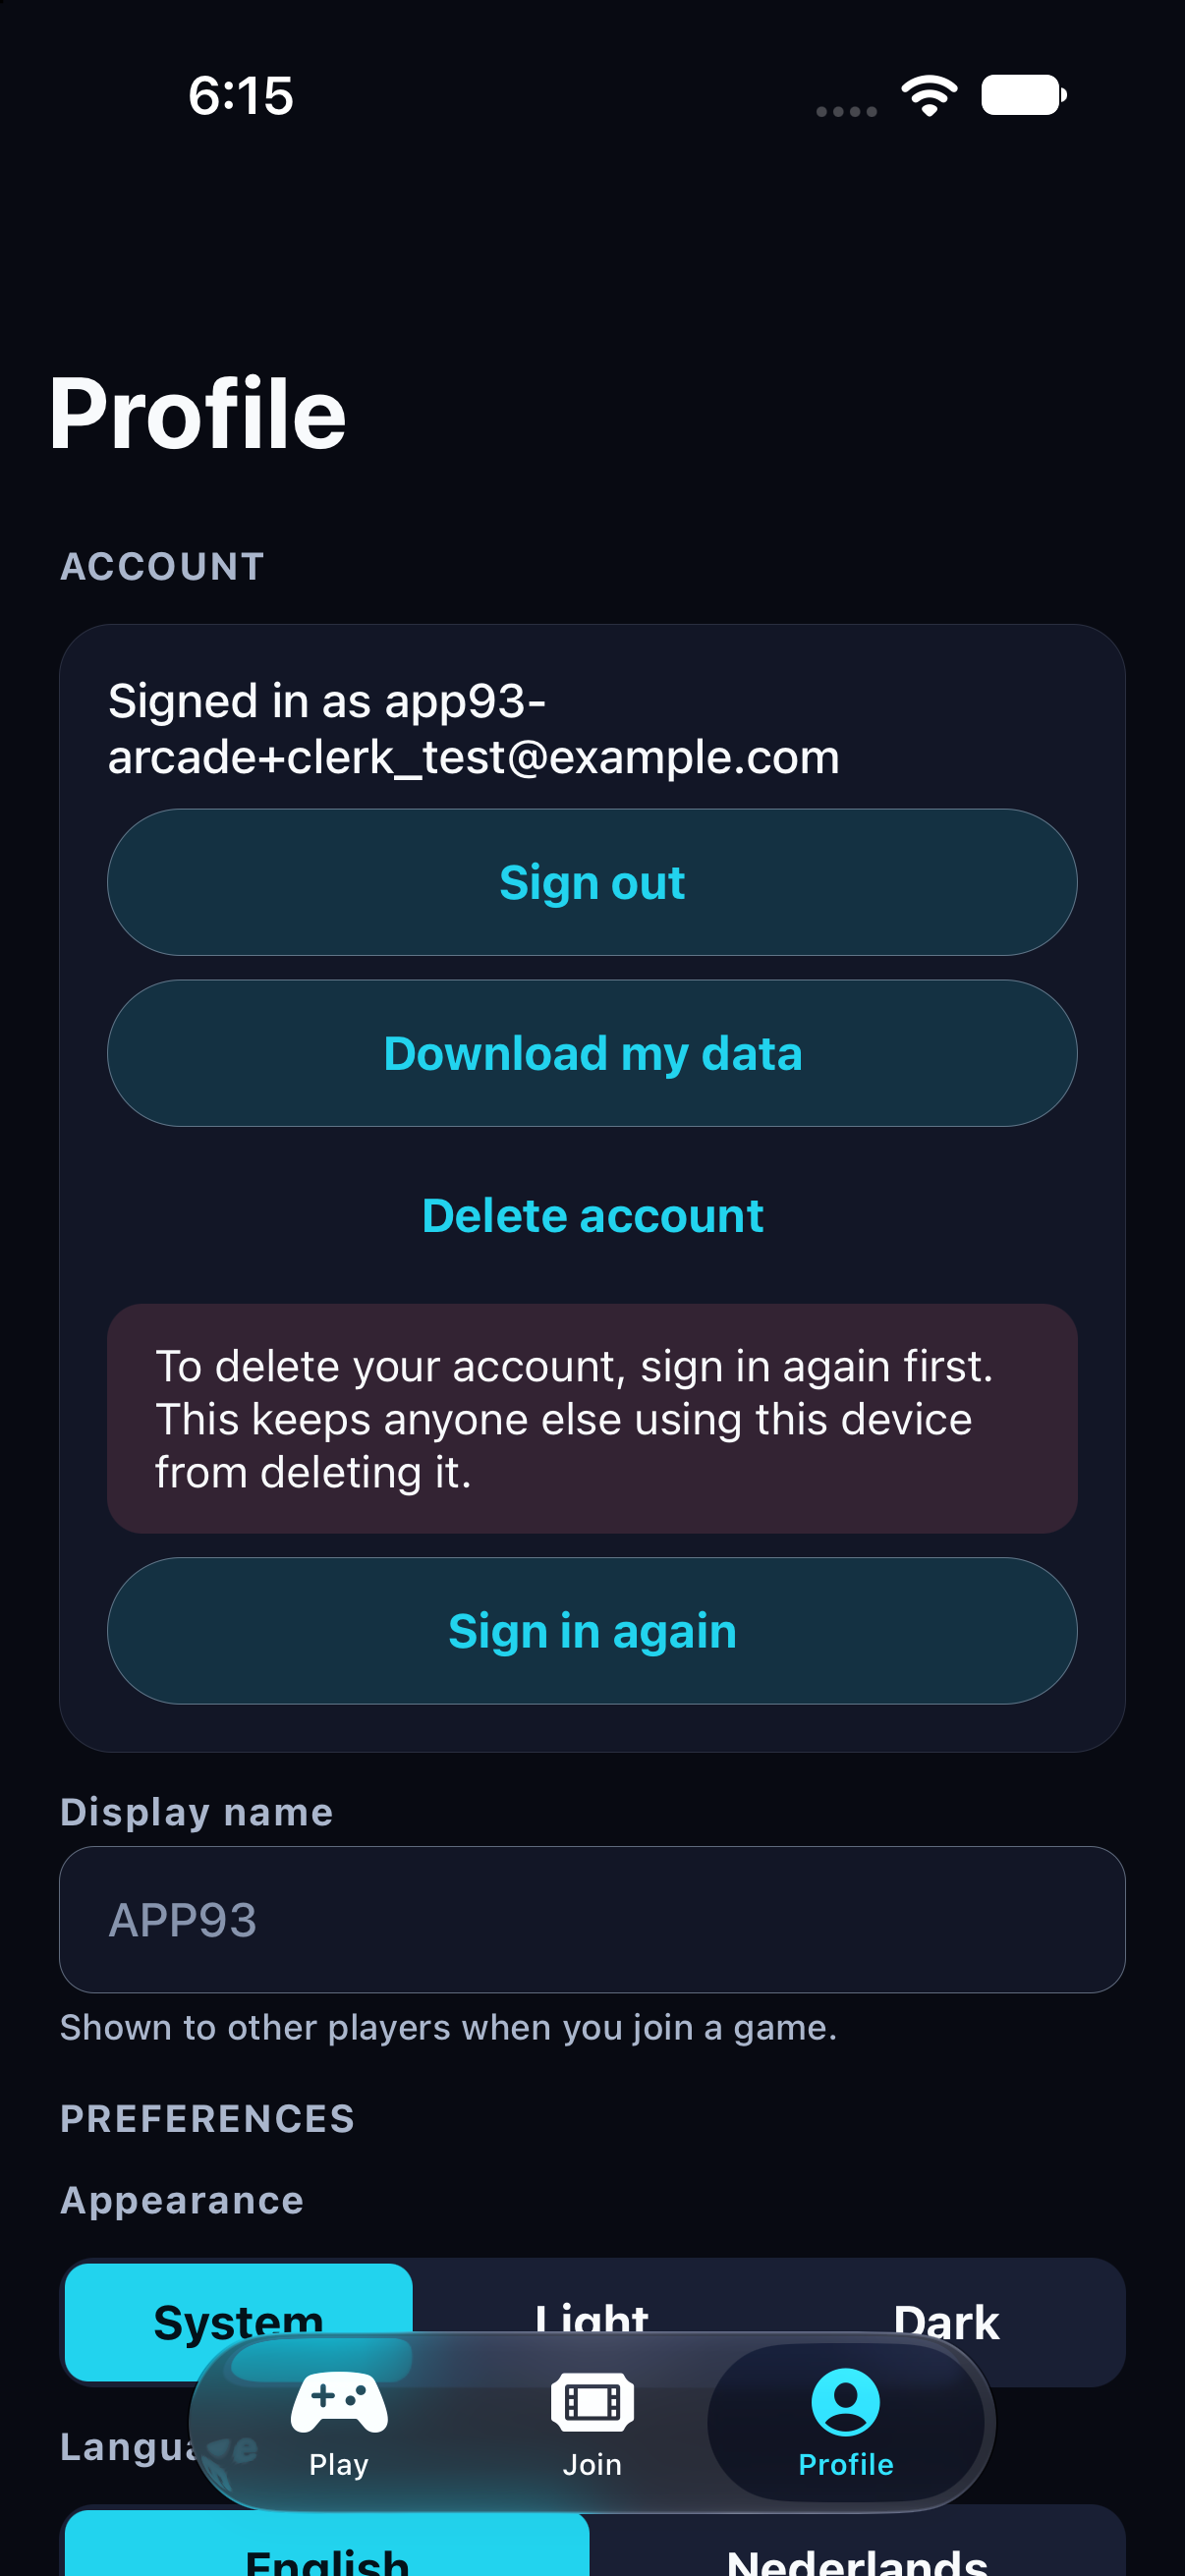 6:15
Profile
ACCOUNT
Signed in as app93-
arcade+clerk_test@example.com
Sign out
Download my data
Delete account
To delete your account, sign in again first.
This keeps anyone else using this device
from deleting it.
Sign in again
Display name
APP93
Shown to other players when you join a game.
PREFERENCES
Appearance
System Light Dark
Language
Play Join Profile
English Nederlands